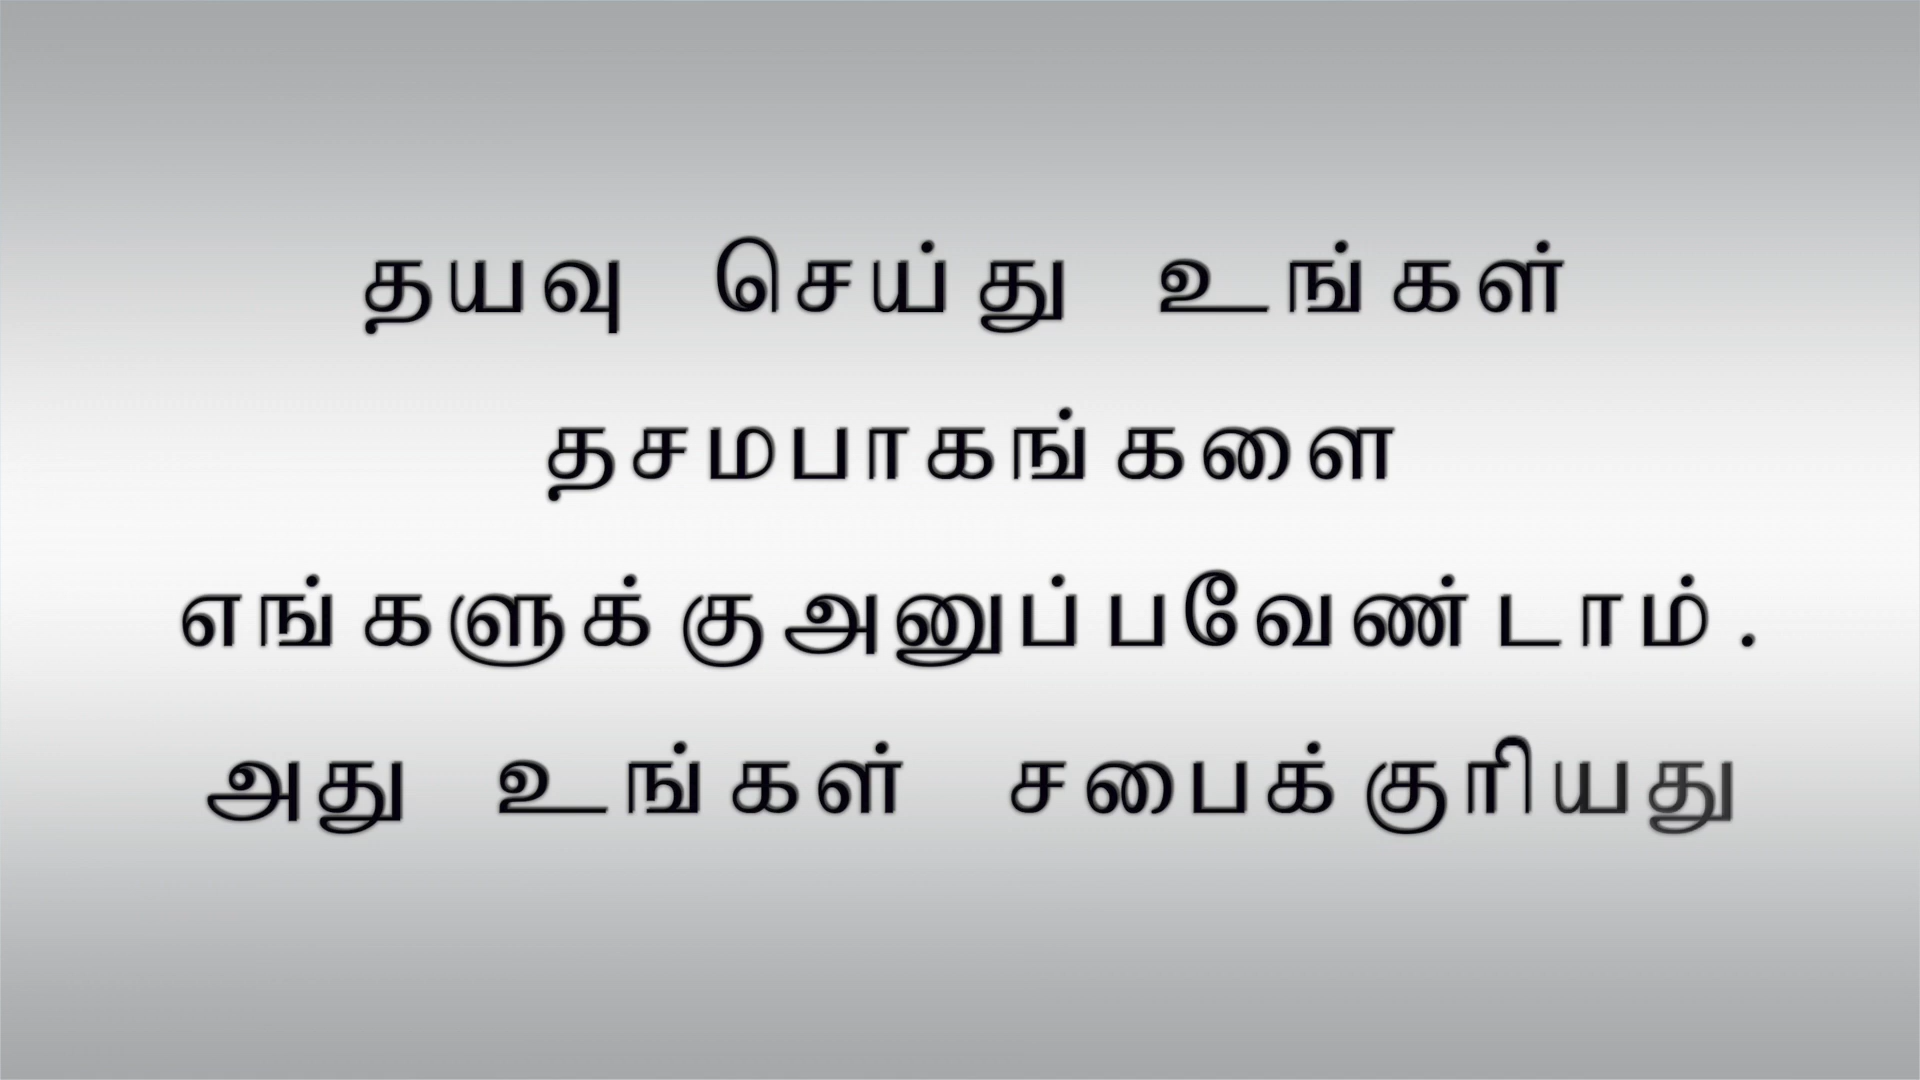 தயவு செய்து உங்கள்
தசமபாகங்களை
எங்களுக்குஅனுப்பவேண்டாம்.
அது உங்கள் சபைக்குரியது